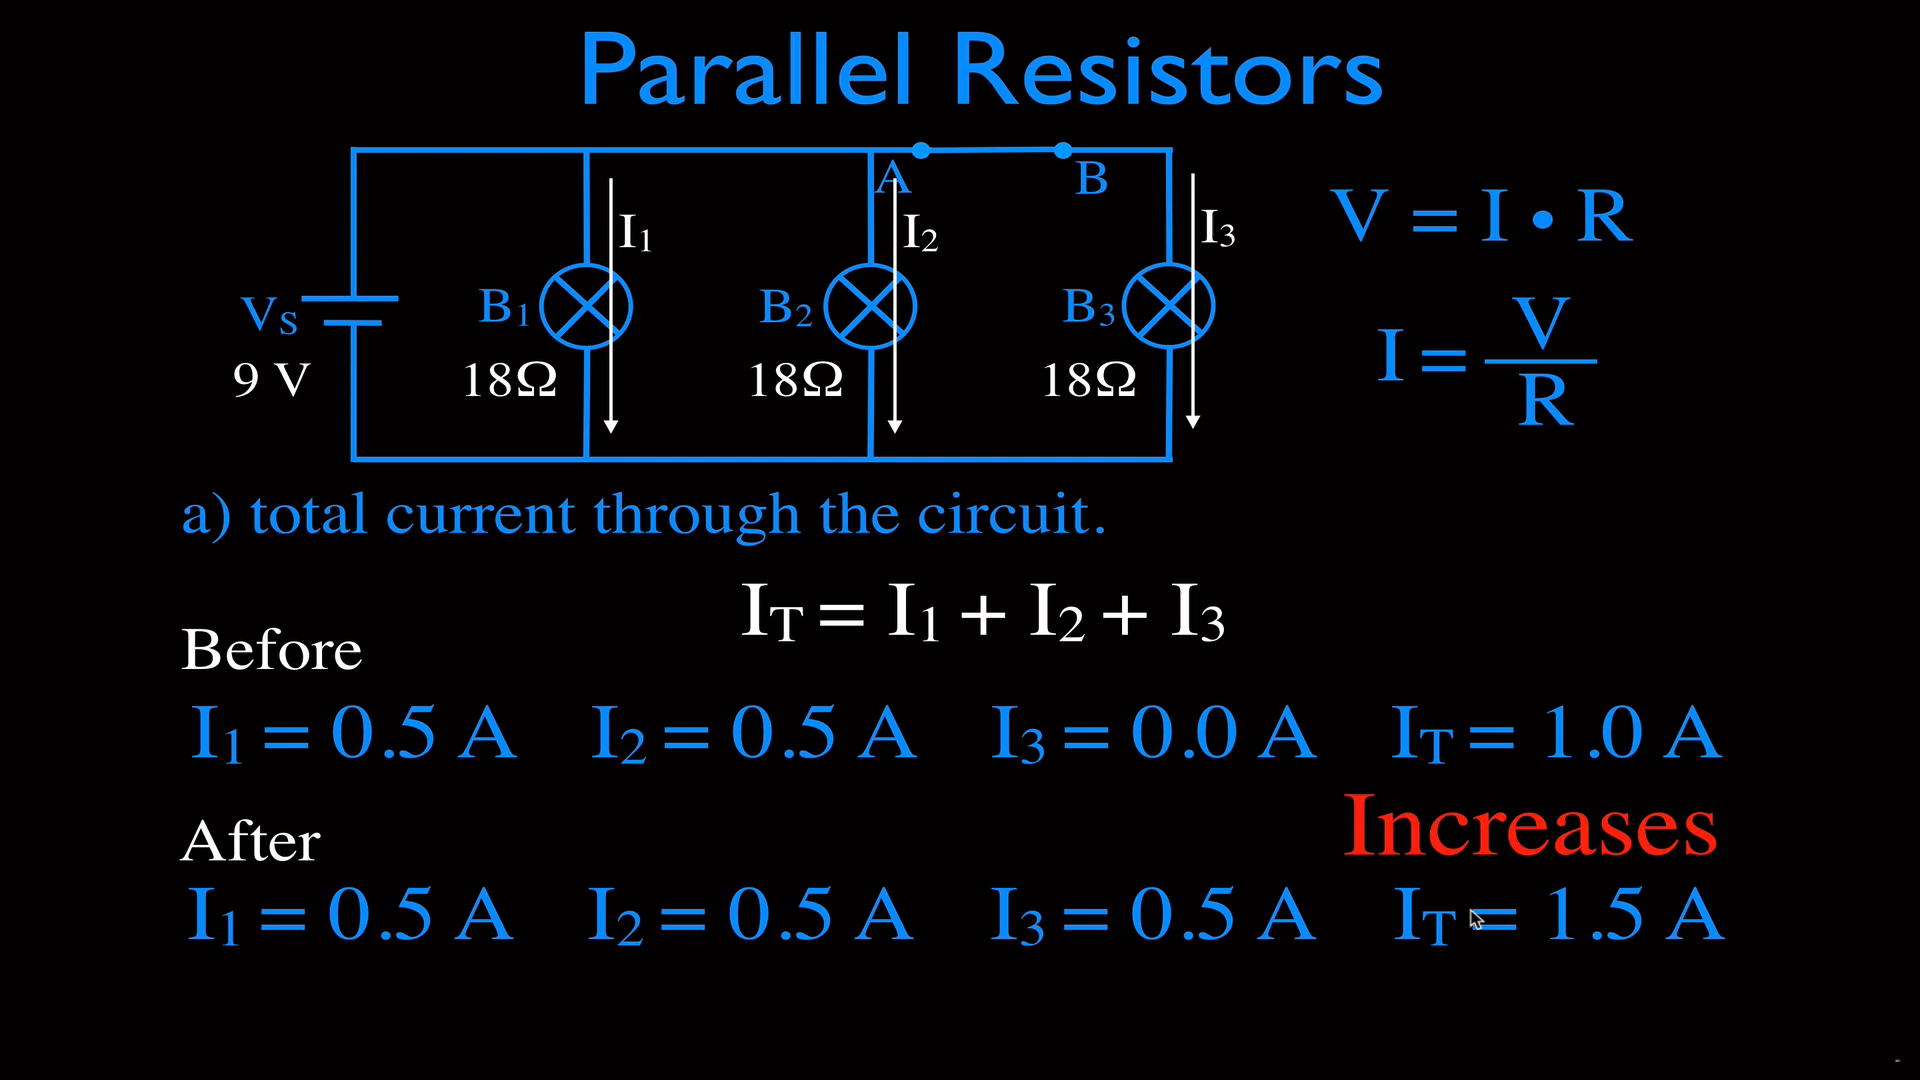 Parallel Resistors
A B
I1 I2 I3
V = I • R
VS B1 B2 B3
9 V 18Ω 18Ω 18Ω
I = V / R
a) total current through the circuit.
IT = I1 + I2 + I3
Before
I1 = 0.5 A I2 = 0.5 A I3 = 0.0 A IT = 1.0 A
Increases
After
I1 = 0.5 A I2 = 0.5 A I3 = 0.5 A IT = 1.5 A